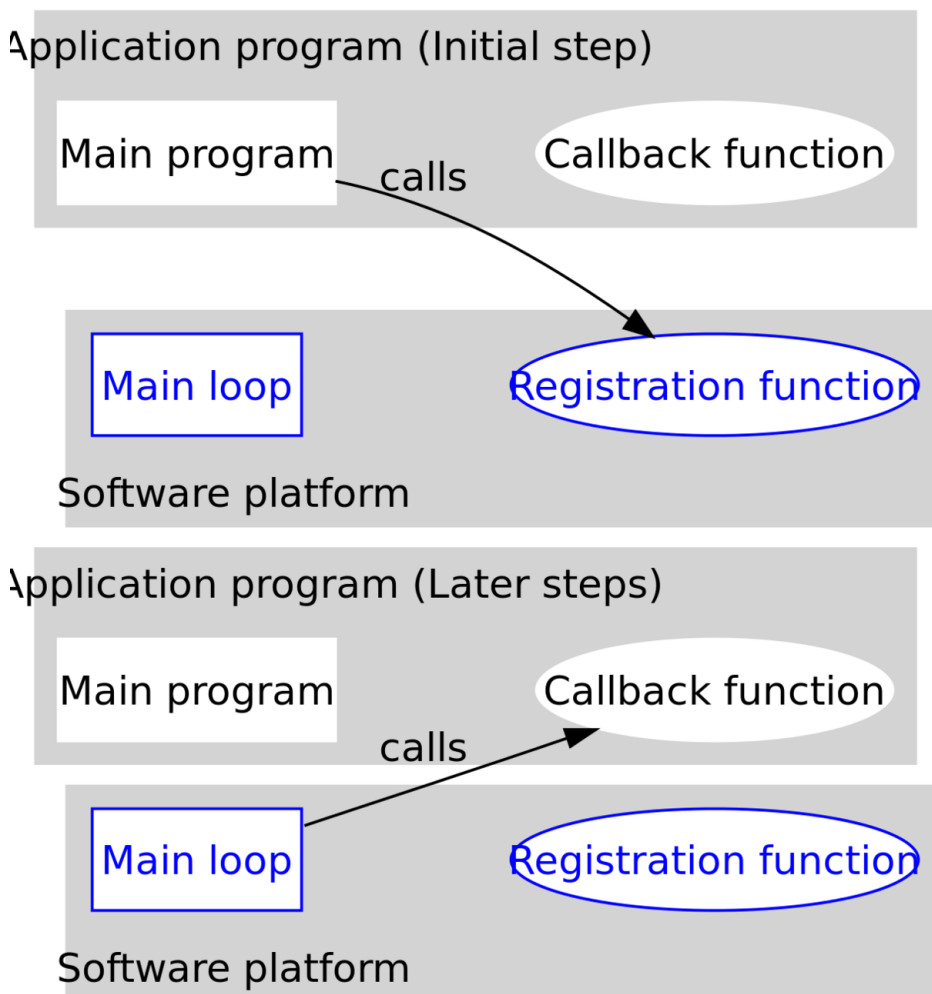 Application program (Initial step)
Main program
calls
Callback function
Main loop
Registration function
Software platform
Application program (Later steps)
Main program
Callback function
calls
Main loop
Registration function
Software platform